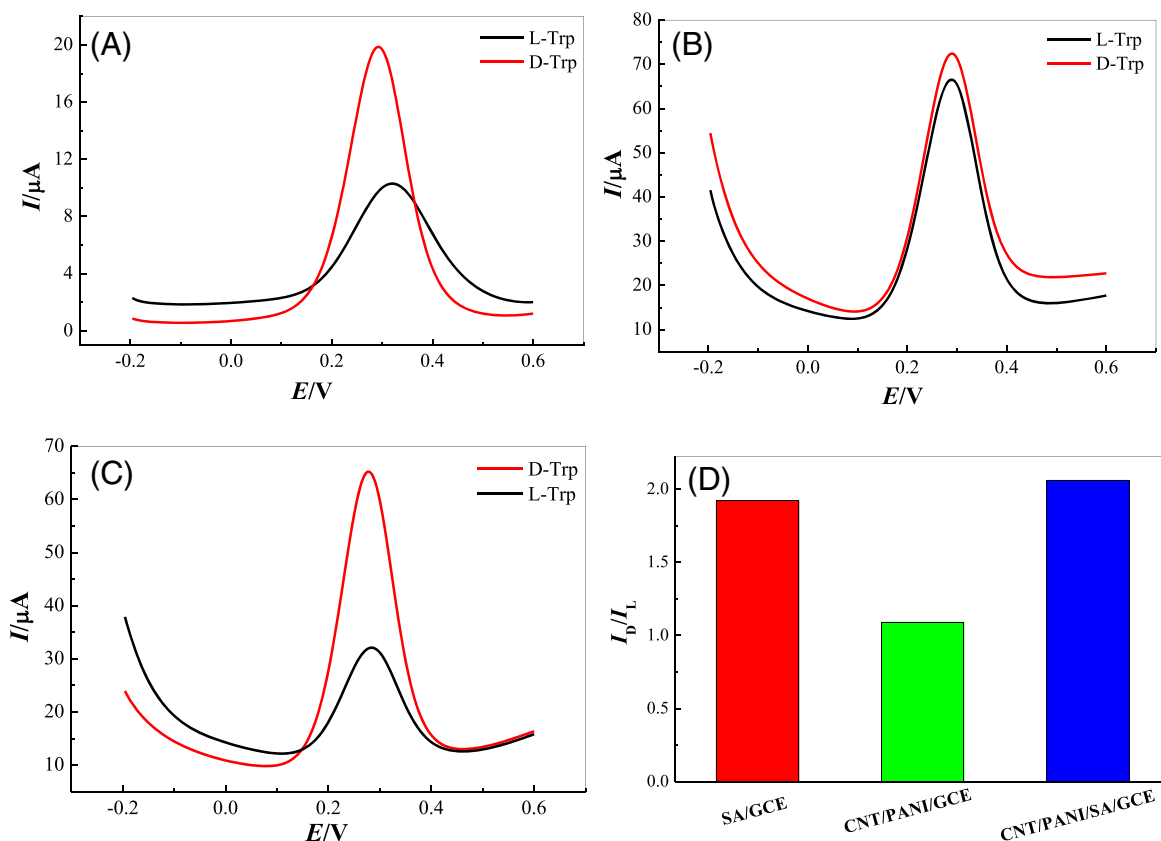 (A)
L-Trp
D-Trp
20
16
12
8
4
0
I/μA
-0.2 0.0 0.2 0.4 0.6
E/V
(B)
L-Trp
D-Trp
80
70
60
50
40
30
20
10
I/μA
-0.2 0.0 0.2 0.4 0.6
E/V
(C)
D-Trp
L-Trp
70
60
50
40
30
20
10
I/μA
-0.2 0.0 0.2 0.4 0.6
E/V
(D)
2.0
1.5
1.0
0.5
0.0
I_D/I_L
SA/GCE
CNT/PANI/GCE
CNT/PANI/SA/GCE